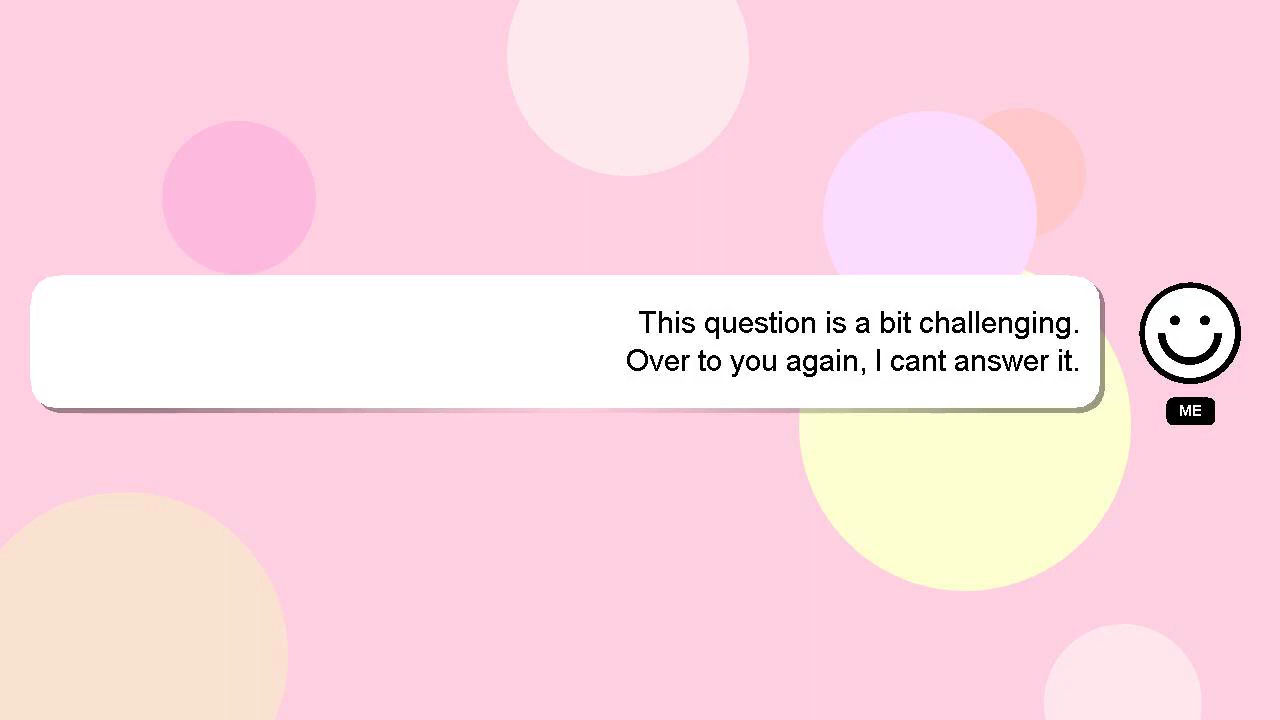 This question is a bit challenging.
Over to you again, I cant answer it.
ME